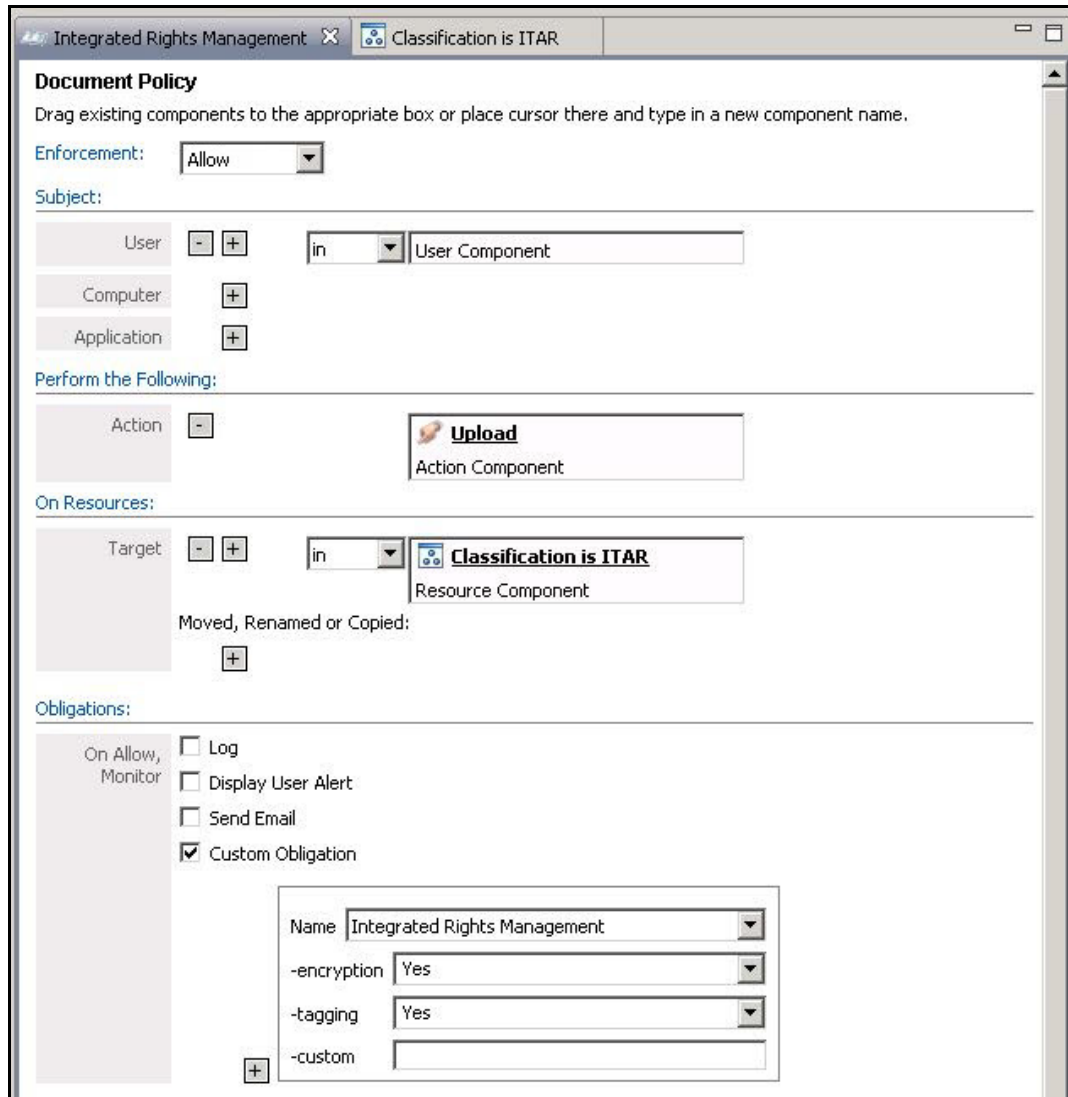 Integrated Rights Management Classification is ITAR
Document Policy
Drag existing components to the appropriate box or place cursor there and type in a new component name.
Enforcement: Allow
Subject:
User - + in User Component
Computer +
Application +
Perform the Following:
Action - Upload
Action Component
On Resources:
Target - + in Classification is ITAR
Resource Component
Moved, Renamed or Copied:
+
Obligations:
On Allow, Log
Monitor Display User Alert
Send Email
Custom Obligation
Name Integrated Rights Management
-encryption Yes
-tagging Yes
+ -custom